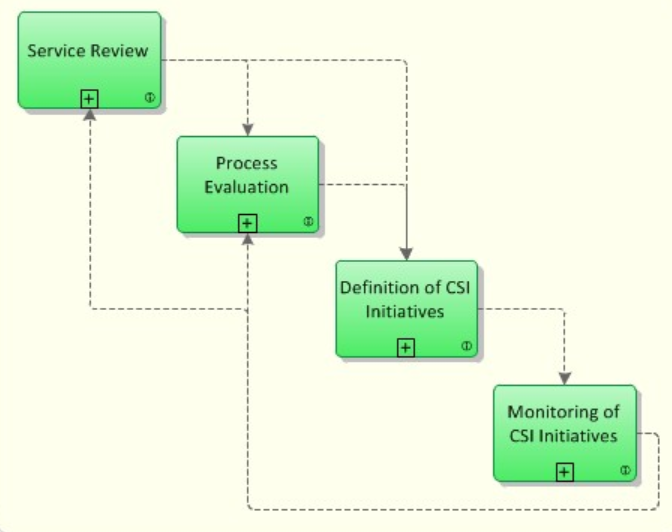 Service Review
Process
Evaluation
Definition of CSI
Initiatives
Monitoring of
CSI Initiatives